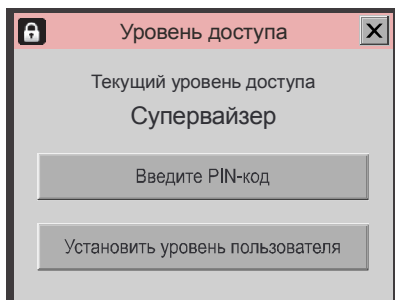 Уровень доступа
Текущий уровень доступа
Супервайзер
Введите PIN-код
Установить уровень пользователя